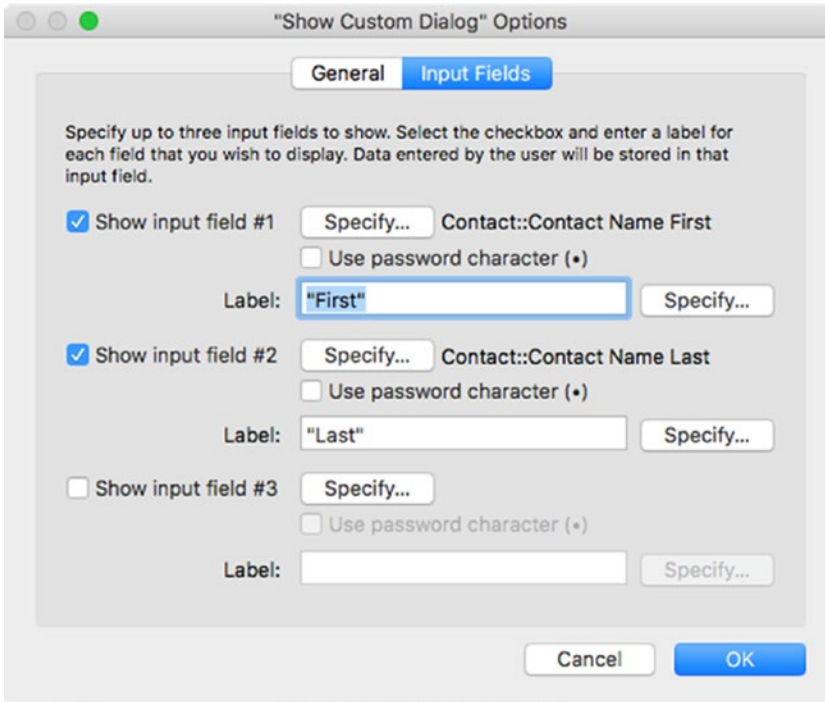 "Show Custom Dialog" Options
General Input Fields
Specify up to three input fields to show. Select the checkbox and enter a label for
each field that you wish to display. Data entered by the user will be stored in that
input field.
Show input field #1 Specify... Contact::Contact Name First
Use password character (•)
Label: "First" Specify...
Show input field #2 Specify... Contact::Contact Name Last
Use password character (•)
Label: "Last" Specify...
Show input field #3 Specify...
Use password character (•)
Label: Specify...
Cancel OK